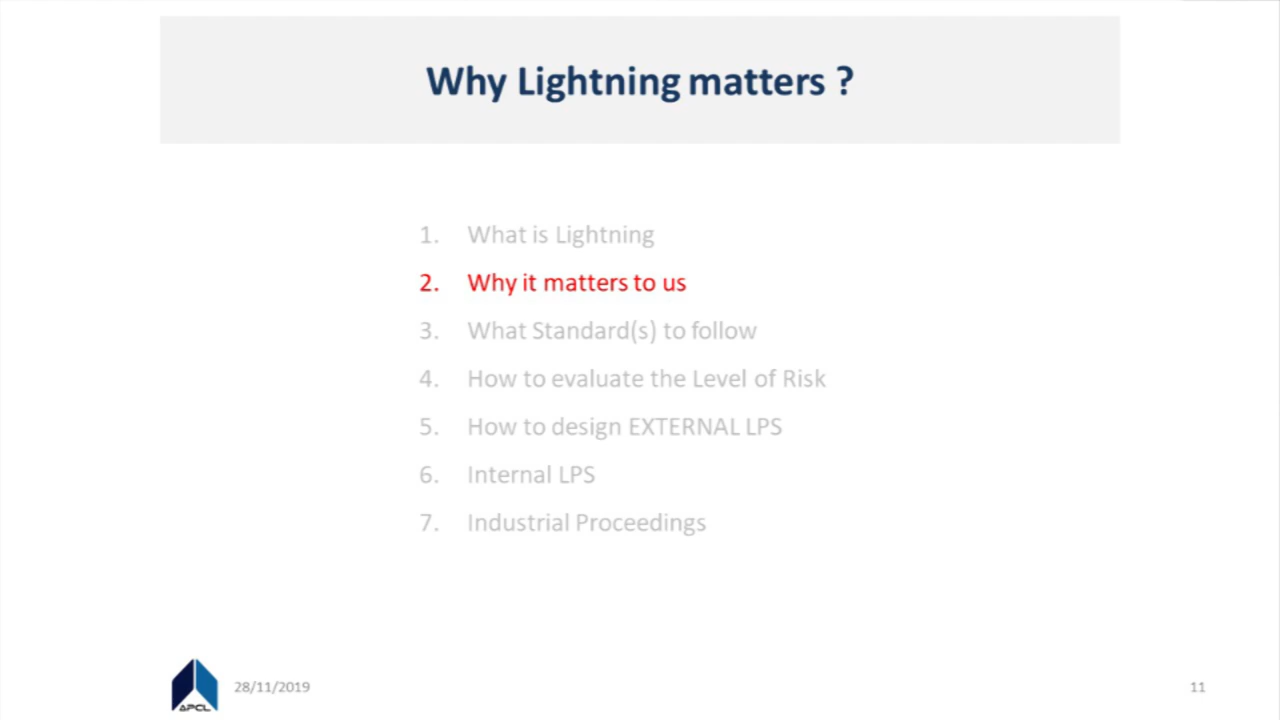 Why Lightning matters ?
1. What is Lightning
2. Why it matters to us
3. What Standard(s) to follow
4. How to evaluate the Level of Risk
5. How to design EXTERNAL LPS
6. Internal LPS
7. Industrial Proceedings
APCL
28/11/2019
11